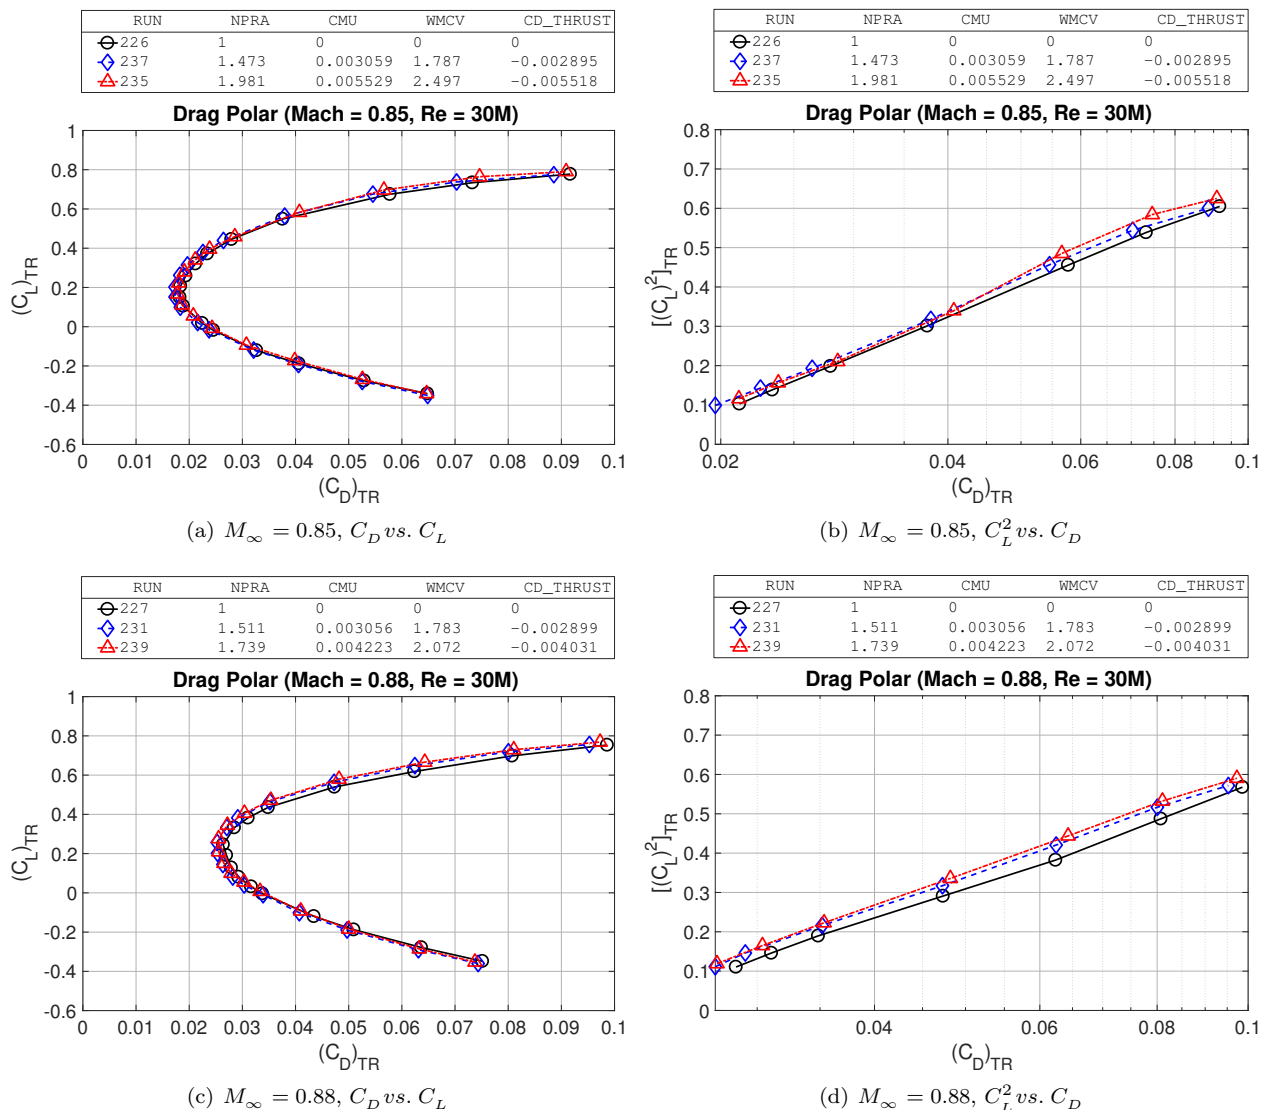 RUN NPRA CMU WMCV CD_THRUST
226 1 0 0 0
237 1.473 0.003059 1.787 -0.002895
235 1.981 0.005529 2.497 -0.005518
Drag Polar (Mach = 0.85, Re = 30M)
1
0.8
0.6
0.4
0.2
0
-0.2
-0.4
-0.6
(C_L)_TR
0 0.01 0.02 0.03 0.04 0.05 0.06 0.07 0.08 0.09 0.1
(C_D)_TR
(a) M_∞ = 0.85, C_D vs. C_L
RUN NPRA CMU WMCV CD_THRUST
226 1 0 0 0
237 1.473 0.003059 1.787 -0.002895
235 1.981 0.005529 2.497 -0.005518
Drag Polar (Mach = 0.85, Re = 30M)
0.8
0.7
0.6
0.5
0.4
0.3
0.2
0.1
0
[(C_L)^2]_TR
0.02 0.04 0.06 0.08 0.1
(C_D)_TR
(b) M_∞ = 0.85, C_L^2 vs. C_D
RUN NPRA CMU WMCV CD_THRUST
227 1 0 0 0
231 1.511 0.003056 1.783 -0.002899
239 1.739 0.004223 2.072 -0.004031
Drag Polar (Mach = 0.88, Re = 30M)
1
0.8
0.6
0.4
0.2
0
-0.2
-0.4
-0.6
(C_L)_TR
0 0.01 0.02 0.03 0.04 0.05 0.06 0.07 0.08 0.09 0.1
(C_D)_TR
(c) M_∞ = 0.88, C_D vs. C_L
RUN NPRA CMU WMCV CD_THRUST
227 1 0 0 0
231 1.511 0.003056 1.783 -0.002899
239 1.739 0.004223 2.072 -0.004031
Drag Polar (Mach = 0.88, Re = 30M)
0.8
0.7
0.6
0.5
0.4
0.3
0.2
0.1
0
[(C_L)^2]_TR
0.04 0.06 0.08 0.1
(C_D)_TR
(d) M_∞ = 0.88, C_L^2 vs. C_D